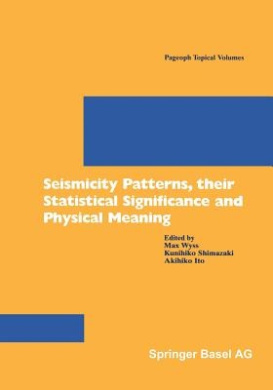 Pageoph Topical Volumes
Seismicity Patterns, their
Statistical Significance and
Physical Meaning
Edited by
Max Wyss
Kunihiko Shimazaki
Akihiko Ito
Springer Basel AG